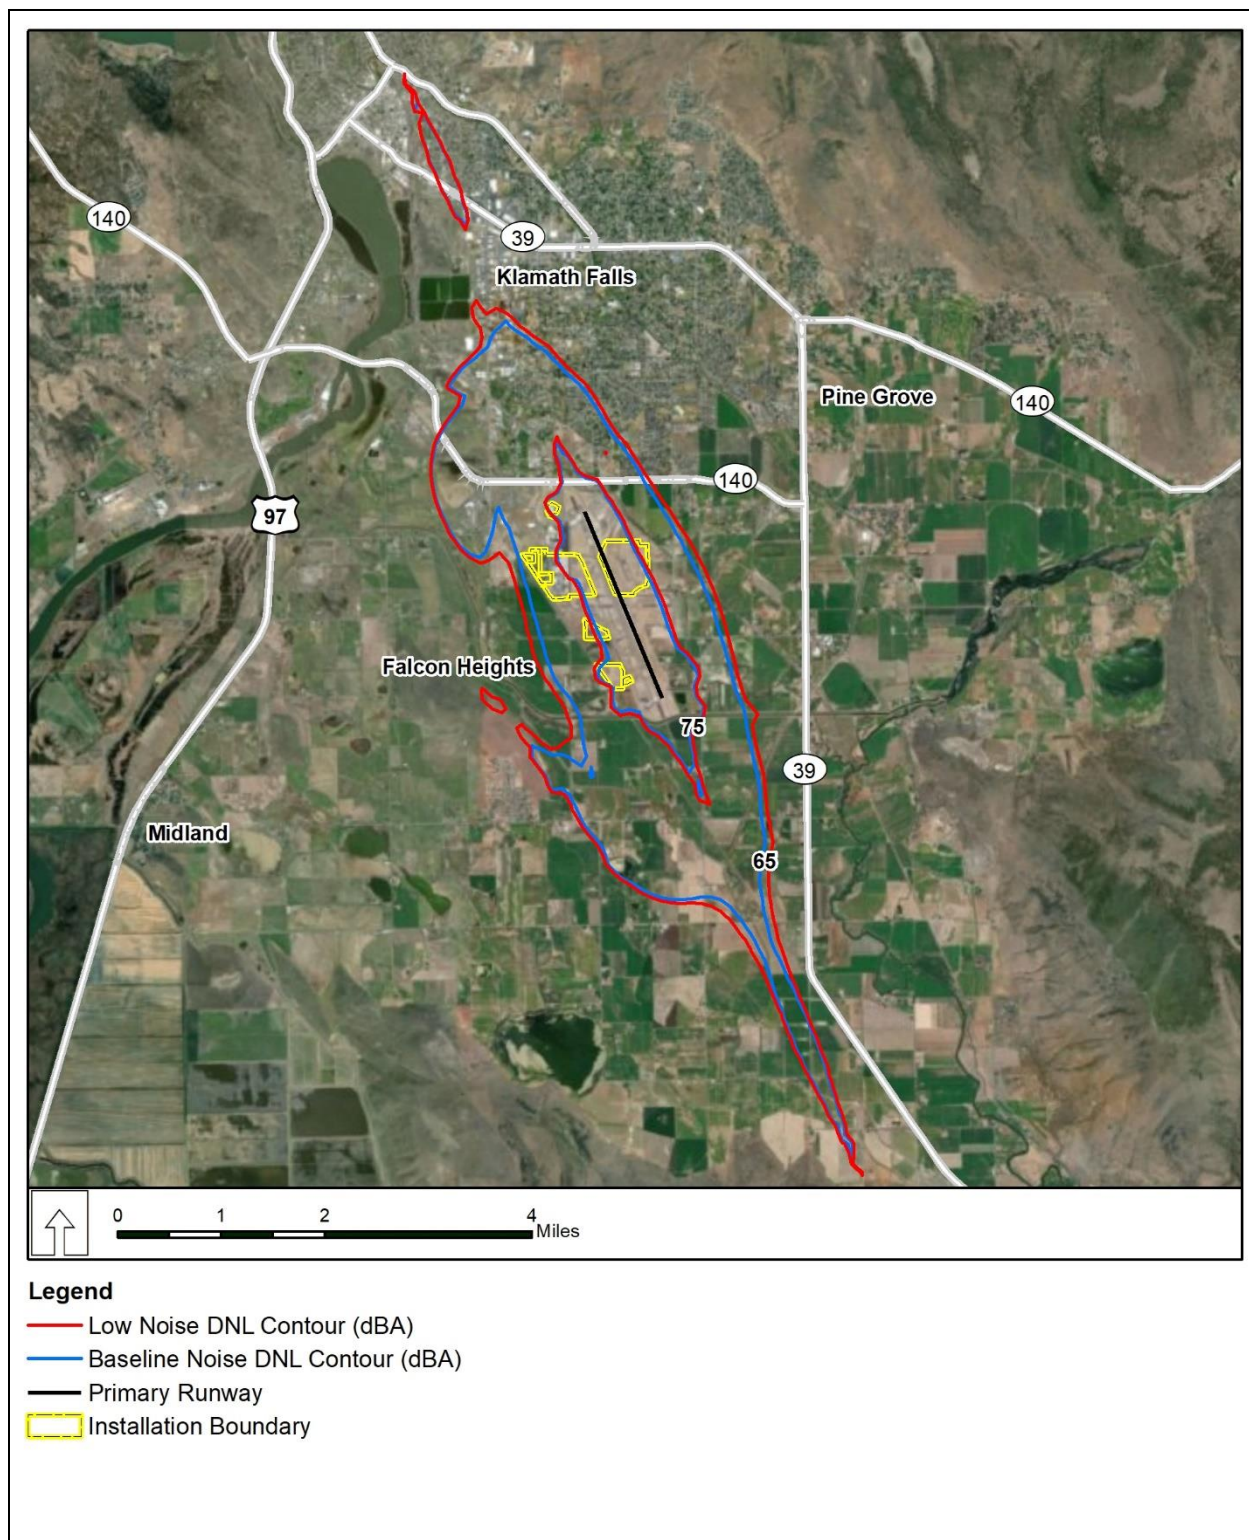 140
39
Klamath Falls
Pine Grove
140
140
97
Falcon Heights
75
39
Midland
65
0 1 2 4
Miles
Legend
Low Noise DNL Contour (dBA)
Baseline Noise DNL Contour (dBA)
Primary Runway
Installation Boundary